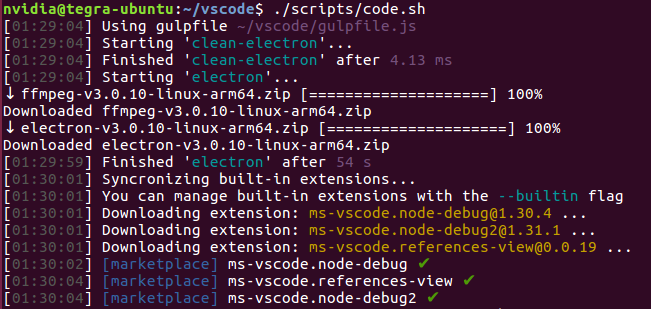 nvidia@tegra-ubuntu:~/vscode$ ./scripts/code.sh
[01:29:04] Using gulpfile ~/vscode/gulpfile.js
[01:29:04] Starting 'clean-electron'...
[01:29:04] Finished 'clean-electron' after 4.13 ms
[01:29:04] Starting 'electron'...
↓ffmpeg-v3.0.10-linux-arm64.zip [====================] 100%
Downloaded ffmpeg-v3.0.10-linux-arm64.zip
↓electron-v3.0.10-linux-arm64.zip [====================] 100%
Downloaded electron-v3.0.10-linux-arm64.zip
[01:29:59] Finished 'electron' after 54 s
[01:30:01] Syncronizing built-in extensions...
[01:30:01] You can manage built-in extensions with the --builtin flag
[01:30:01] Downloading extension: ms-vscode.node-debug@1.30.4 ...
[01:30:01] Downloading extension: ms-vscode.node-debug2@1.31.1 ...
[01:30:01] Downloading extension: ms-vscode.references-view@0.0.19 ...
[01:30:02] [marketplace] ms-vscode.node-debug ✔
[01:30:04] [marketplace] ms-vscode.references-view ✔
[01:30:04] [marketplace] ms-vscode.node-debug2 ✔